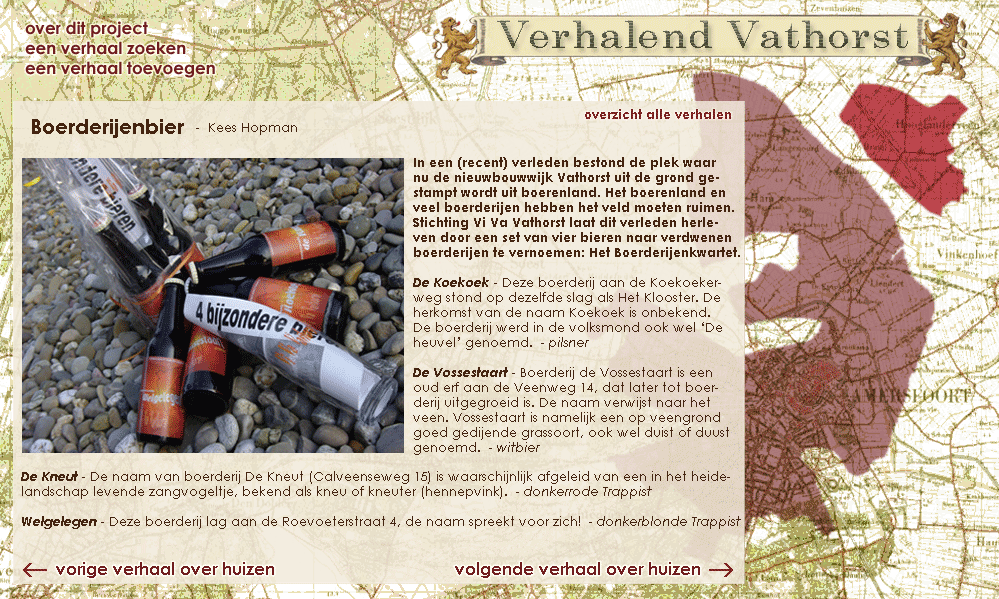 over dit project
een verhaal zoeken
een verhaal toevoegen
Verhalend Vathorst
overzicht alle verhalen
Boerderijenbier - Kees Hopman
4 bijzondere
In een (recent) verleden bestond de plek waar
nu de nieuwbouwwijk Vathorst uit de grond ge-
stampt wordt uit boerenland. Het boerenland en
veel boerderijen hebben het veld moeten ruimen.
Stichting Vi Va Vathorst laat dit verleden herle-
ven door een set van vier bieren naar verdwenen
boerderijen te vernoemen: Het Boerderijenkwartet.
De Koekoek - Deze boerderij aan de Koekoeker-
weg stond op dezelfde slag als Het Klooster. De
herkomst van de naam Koekoek is onbekend.
De boerderij werd in de volksmond ook wel ‘De
heuvel’ genoemd. - pilsner
De Vossestaart - Boerderij de Vossestaart is een
oud erf aan de Veenweg 14, dat later tot boer-
derij uitgegroeid is. De naam verwijst naar het
veen. Vossestaart is namelijk een op veengrond
goed gedijende grassoort, ook wel duist of duust
genoemd. - witbier
De Kneut - De naam van boerderij De Kneut (Calveenseweg 15) is waarschijnlijk afgeleid van een in het heide-
landschap levende zangvogeltje, bekend als kneu of kneuter (hennepvink). - donkerrode Trappist
Welgelegen - Deze boerderij lag aan de Roevoeterstraat 4, de naam spreekt voor zich! - donkerblonde Trappist
← vorige verhaal over huizen
volgende verhaal over huizen →
Zevenhuizen
Hooglanderveen
Vinkenhoef
Liendert
AMERSFOORT